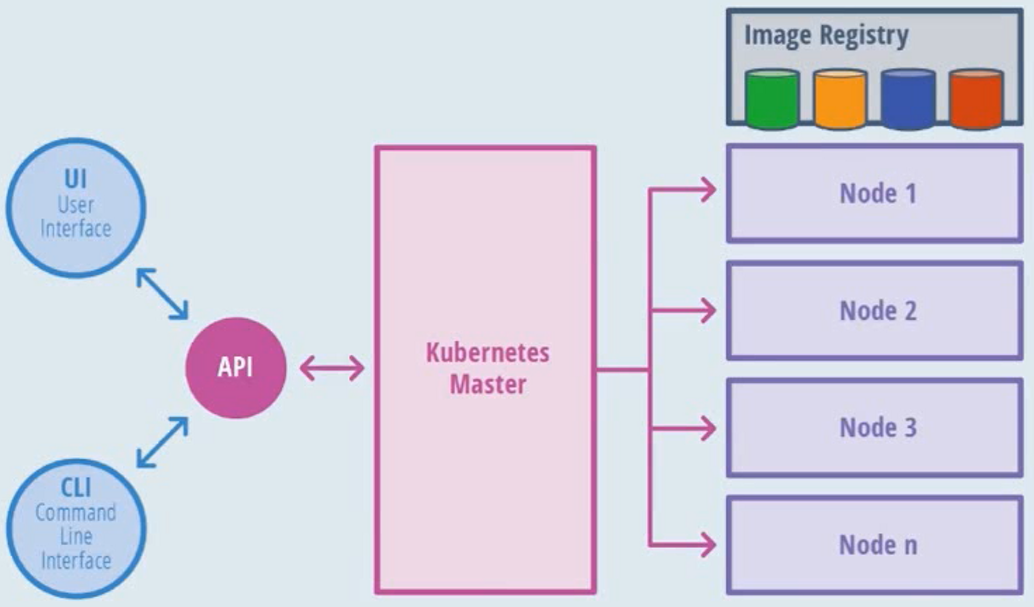 Image Registry
UI
User
Interface
Node 1
Node 2
API
Kubernetes
Master
Node 3
CLI
Command
Line
Interface
Node n